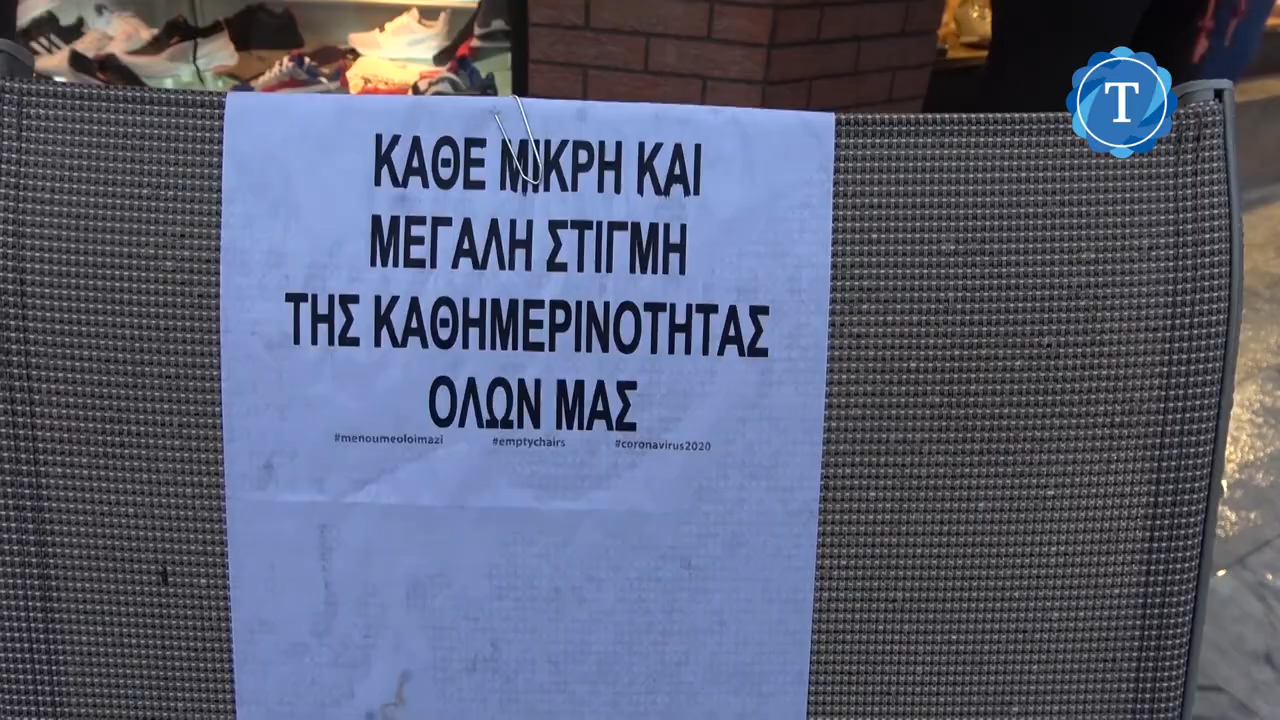 T
ΚΑΘΕ ΜΙΚΡΗ ΚΑΙ
ΜΕΓΑΛΗ ΣΤΙΓΜΗ
ΤΗΣ ΚΑΘΗΜΕΡΙΝΟΤΗΤΑΣ
ΟΛΩΝ ΜΑΣ
#menoumeoloimazi #emptychairs #coronavirus2020